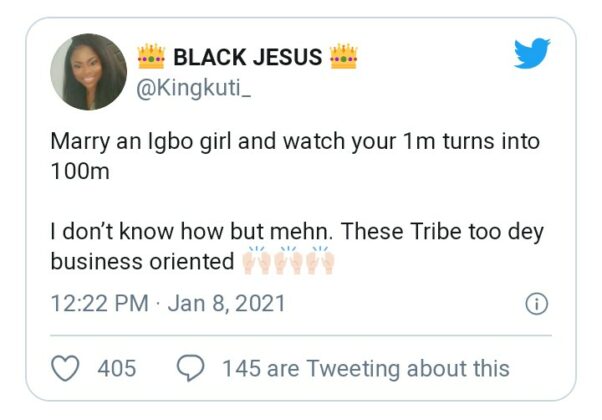 👑 BLACK JESUS 👑
@Kingkuti_
Marry an Igbo girl and watch your 1m turns into
100m
I don’t know how but mehn. These Tribe too dey
business oriented 🙌🏻🙌🏻🙌🏻
12:22 PM · Jan 8, 2021
405 145 are Tweeting about this